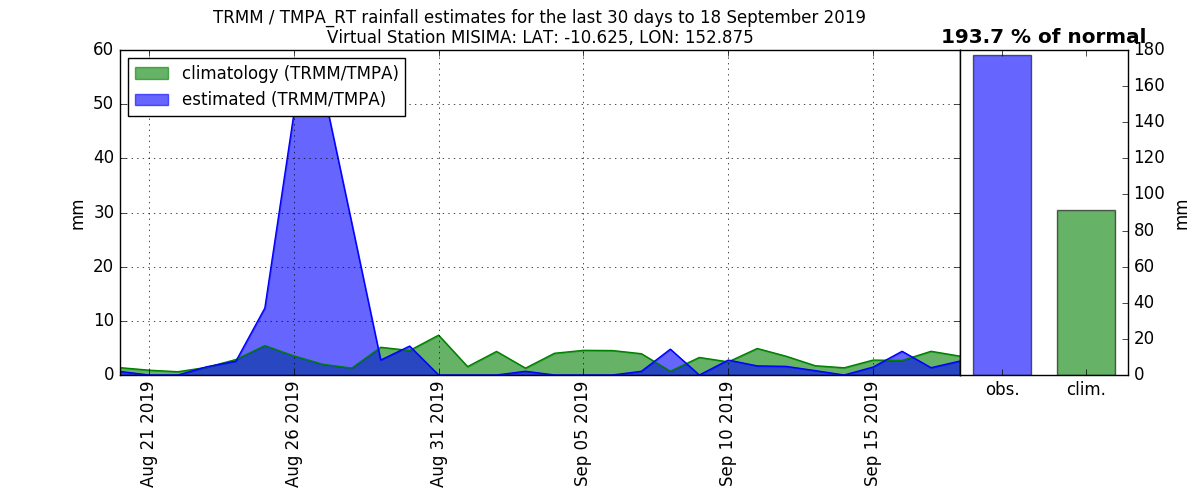 TRMM / TMPA_RT rainfall estimates for the last 30 days to 18 September 2019
Virtual Station MISIMA: LAT: -10.625, LON: 152.875
193.7 % of normal
climatology (TRMM/TMPA)
estimated (TRMM/TMPA)
60
50
40
30
20
10
0
mm
Aug 21 2019
Aug 26 2019
Aug 31 2019
Sep 05 2019
Sep 10 2019
Sep 15 2019
180
160
140
120
100
80
60
40
20
0
mm
obs.
clim.